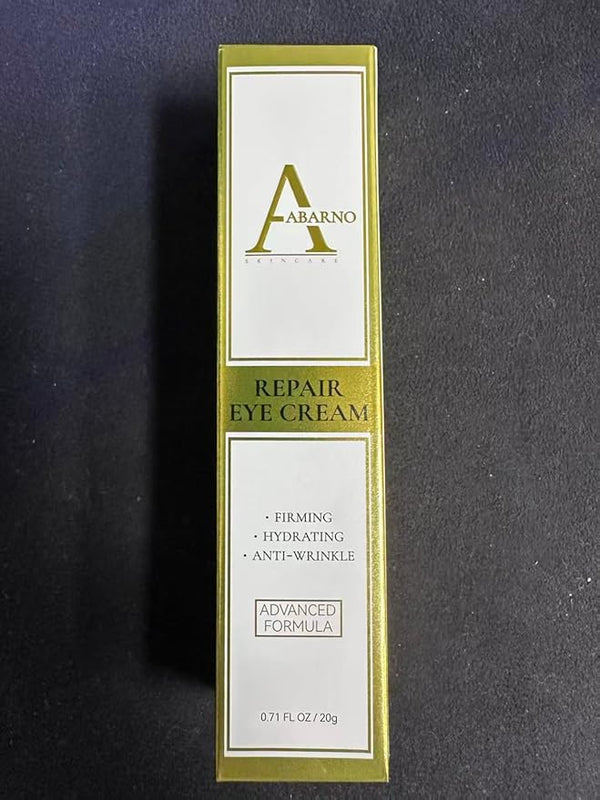 A ABARNO
SKINCARE
REPAIR
EYE CREAM
· FIRMING
· HYDRATING
· ANTI-WRINKLE
ADVANCED
FORMULA
0.71 FL OZ / 20g